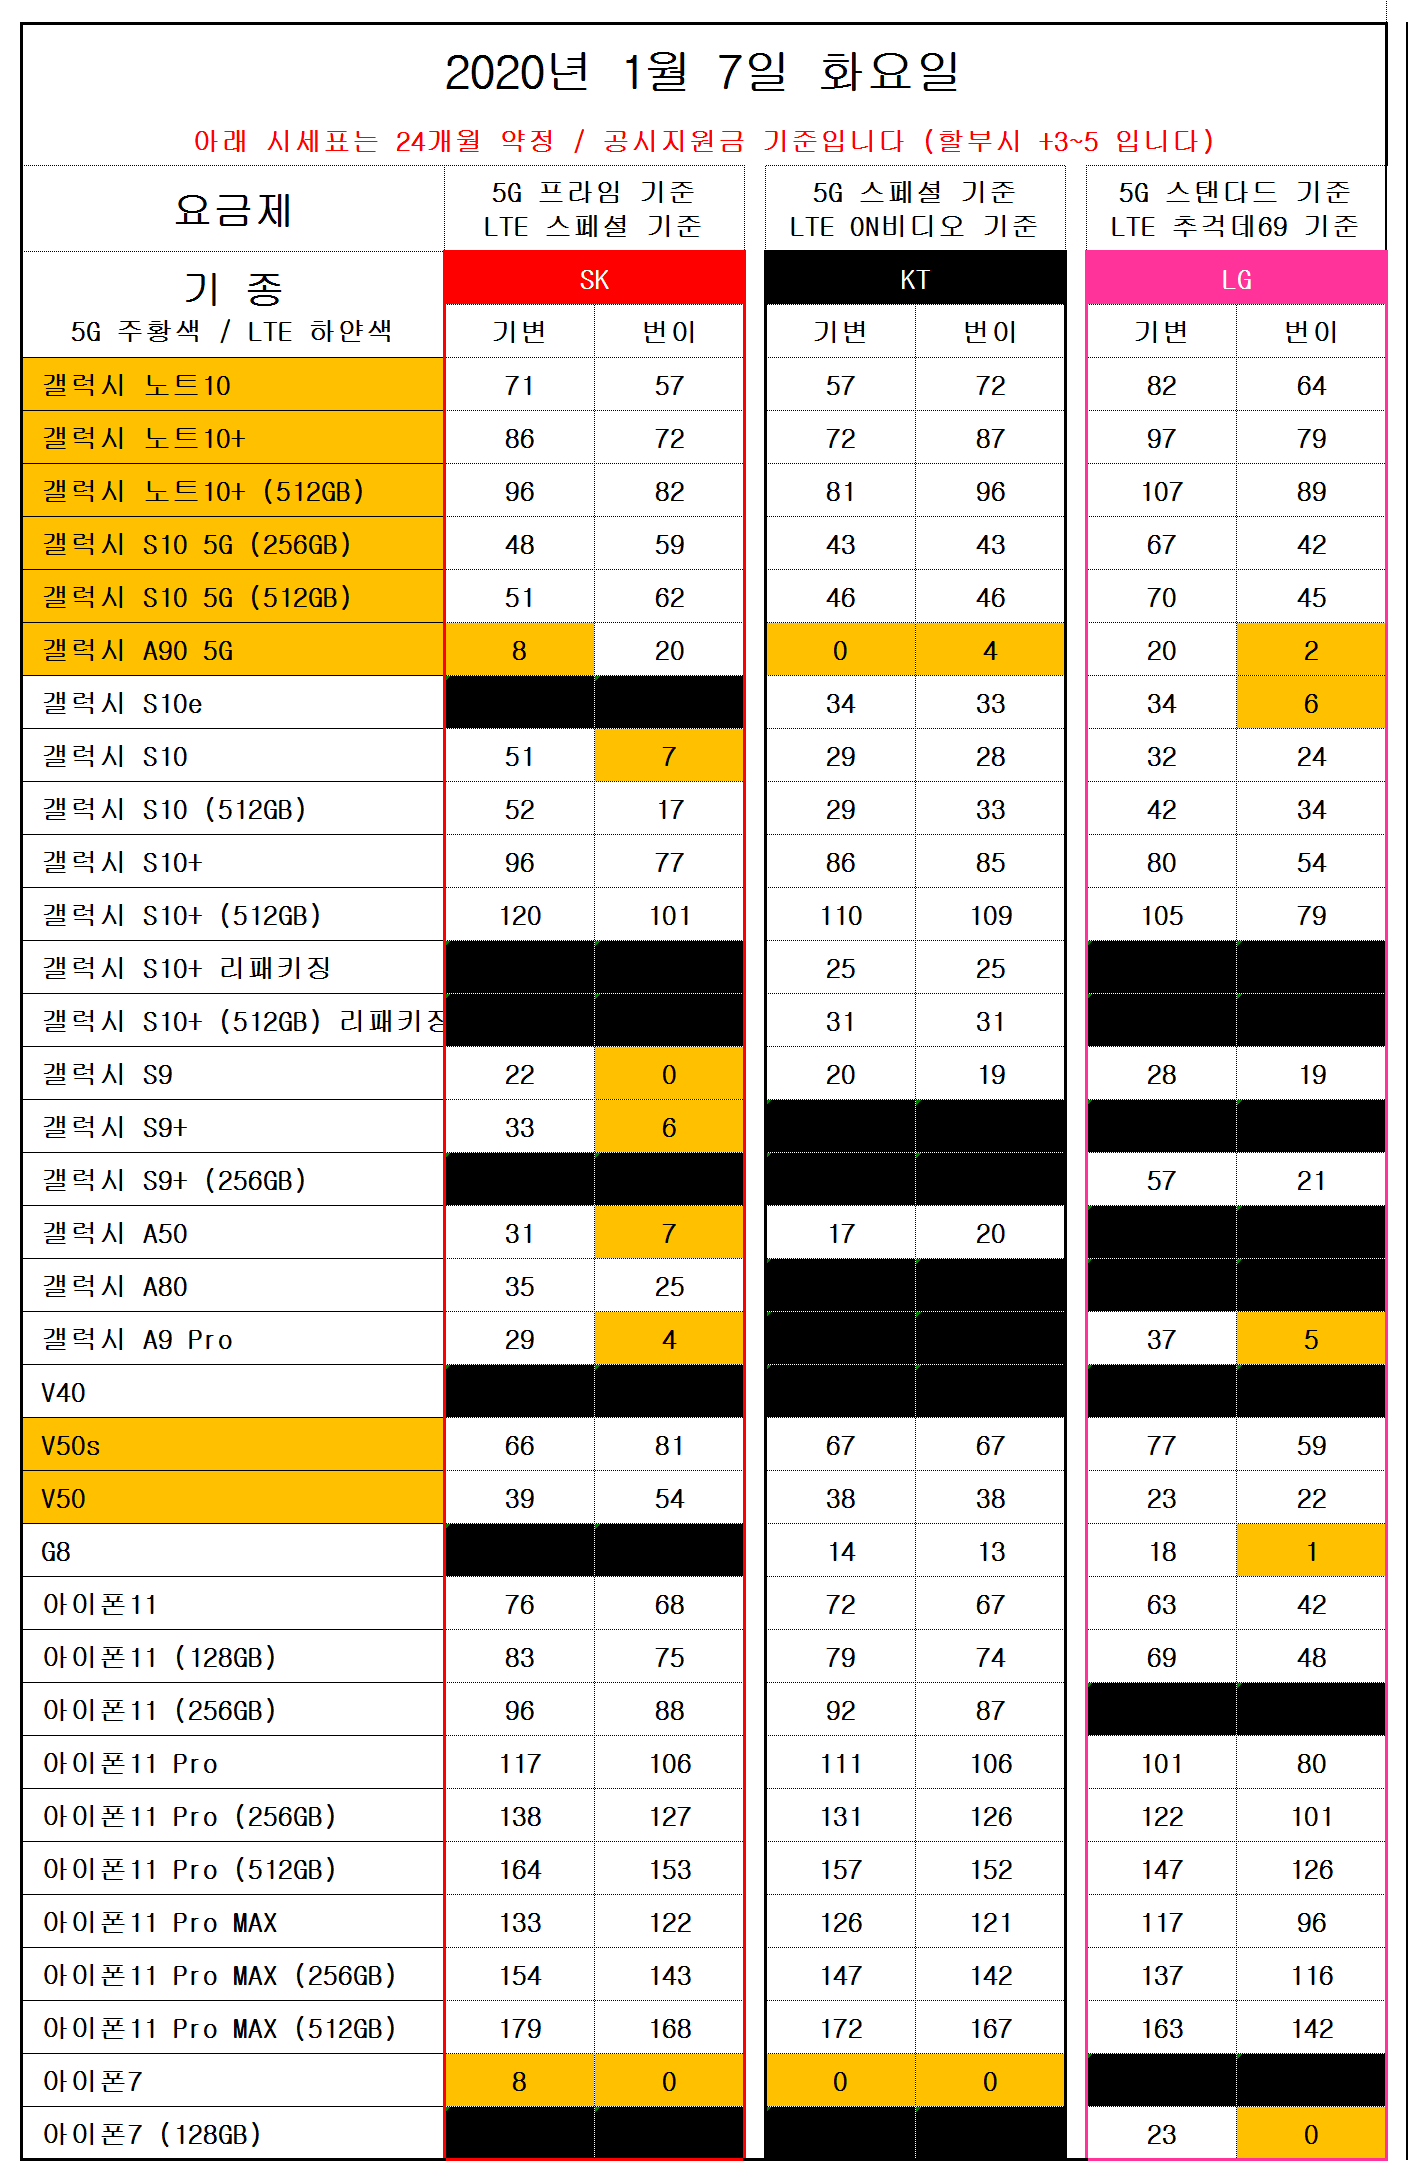 2020년 1월 7일 화요일
아래 시세표는 24개월 약정 / 공시지원금 기준입니다 (할부시 +3~5 입니다)
요금제 5G 프라임 기준 5G 스페셜 기준 5G 스탠다드 기준
LTE 스페셜 기준 LTE ON비디오 기준 LTE 추걱데69 기준
기 종 SK KT LG
5G 주황색 / LTE 하얀색 기변 번이 기변 번이 기변 번이
갤럭시 노트10 71 57 57 72 82 64
갤럭시 노트10+ 86 72 72 87 97 79
갤럭시 노트10+ (512GB) 96 82 81 96 107 89
갤럭시 S10 5G (256GB) 48 59 43 43 67 42
갤럭시 S10 5G (512GB) 51 62 46 46 70 45
갤럭시 A90 5G 8 20 0 4 20 2
갤럭시 S10e 34 33 34 6
갤럭시 S10 51 7 29 28 32 24
갤럭시 S10 (512GB) 52 17 29 33 42 34
갤럭시 S10+ 96 77 86 85 80 54
갤럭시 S10+ (512GB) 120 101 110 109 105 79
갤럭시 S10+ 리패키징 25 25
갤럭시 S10+ (512GB) 리패키징 31 31
갤럭시 S9 22 0 20 19 28 19
갤럭시 S9+ 33 6
갤럭시 S9+ (256GB) 57 21
갤럭시 A50 31 7 17 20
갤럭시 A80 35 25
갤럭시 A9 Pro 29 4 37 5
V40
V50s 66 81 67 67 77 59
V50 39 54 38 38 23 22
G8 14 13 18 1
아이폰11 76 68 72 67 63 42
아이폰11 (128GB) 83 75 79 74 69 48
아이폰11 (256GB) 96 88 92 87
아이폰11 Pro 117 106 111 106 101 80
아이폰11 Pro (256GB) 138 127 131 126 122 101
아이폰11 Pro (512GB) 164 153 157 152 147 126
아이폰11 Pro MAX 133 122 126 121 117 96
아이폰11 Pro MAX (256GB) 154 143 147 142 137 116
아이폰11 Pro MAX (512GB) 179 168 172 167 163 142
아이폰7 8 0 0 0
아이폰7 (128GB) 23 0